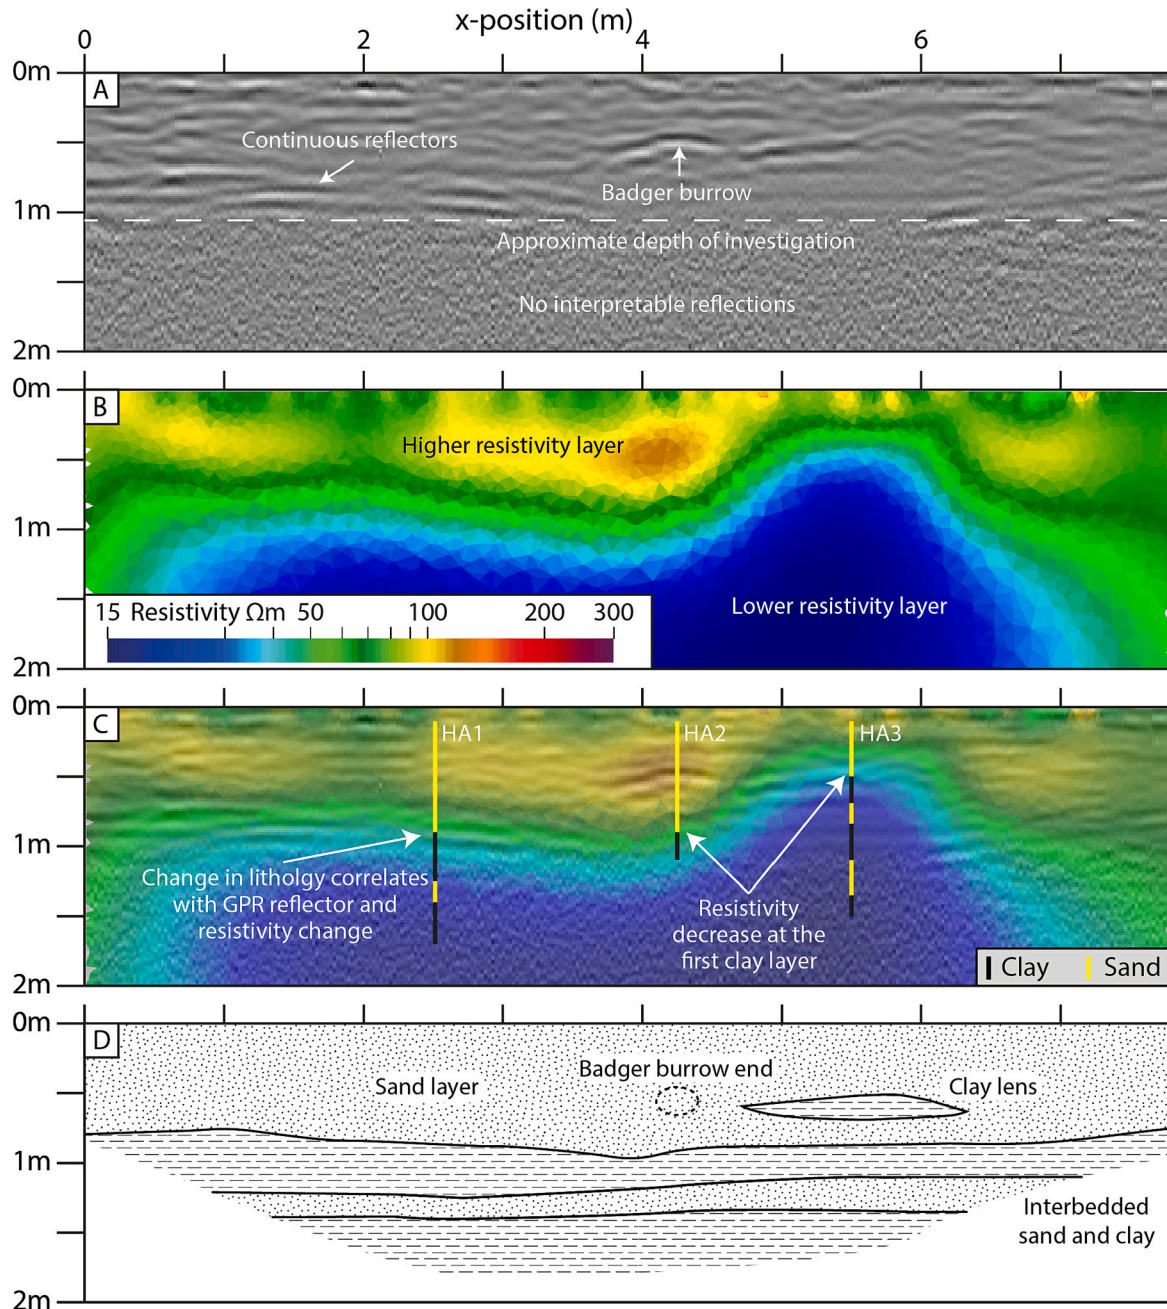 x-position (m)
0 2 4 6
0m
A
Continuous reflectors
Badger burrow
1m
Approximate depth of investigation
No interpretable reflections
2m
0m
B
Higher resistivity layer
1m
Lower resistivity layer
15 Resistivity Ωm 50 100 200 300
2m
0m
C
HA1 HA2 HA3
1m
Change in litholgy correlates
with GPR reflector and
resistivity change
Resistivity
decrease at the
first clay layer
Clay Sand
2m
0m
D
Badger burrow end
Sand layer
Clay lens
1m
Interbedded
sand and clay
2m